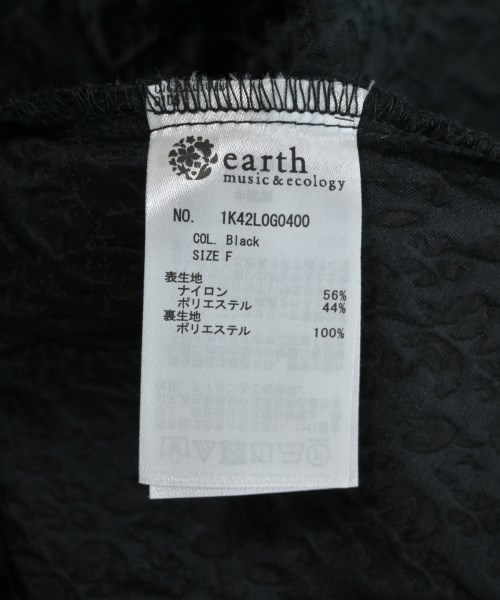 earth
music&ecology
NO. 1K42L0G0400
COL. Black
SIZE F
表生地
ナイロン 56%
ポリエステル 44%
裏生地
ポリエステル 100%